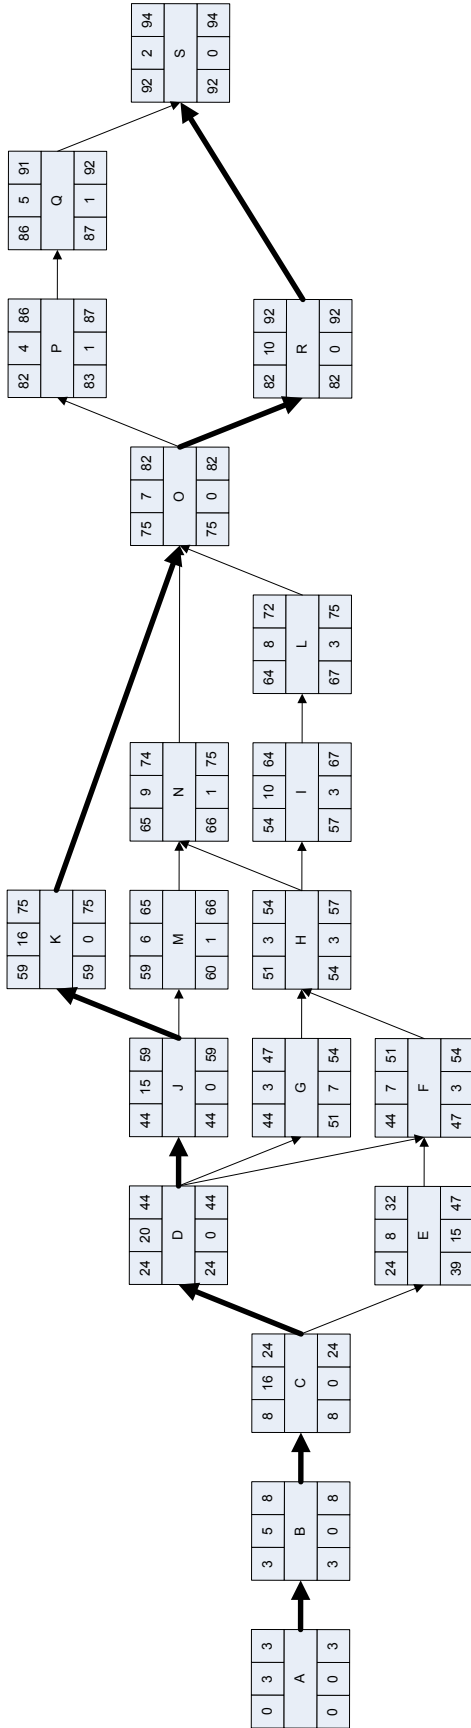 0 3 3
A
0 0 3
3 5 8
B
3 0 8
8 16 24
C
8 0 24
24 20 44
D
24 0 44
24 8 32
E
39 15 47
44 15 59
J
44 0 59
44 3 47
G
51 7 54
44 7 51
F
47 3 54
59 16 75
K
59 0 75
59 6 65
M
60 1 66
51 3 54
H
54 3 57
65 9 74
N
66 1 75
54 10 64
I
57 3 67
64 8 72
L
67 3 75
75 7 82
O
75 0 82
82 4 86
P
83 1 87
82 10 92
R
82 0 92
86 5 91
Q
87 1 92
92 2 94
S
92 0 94